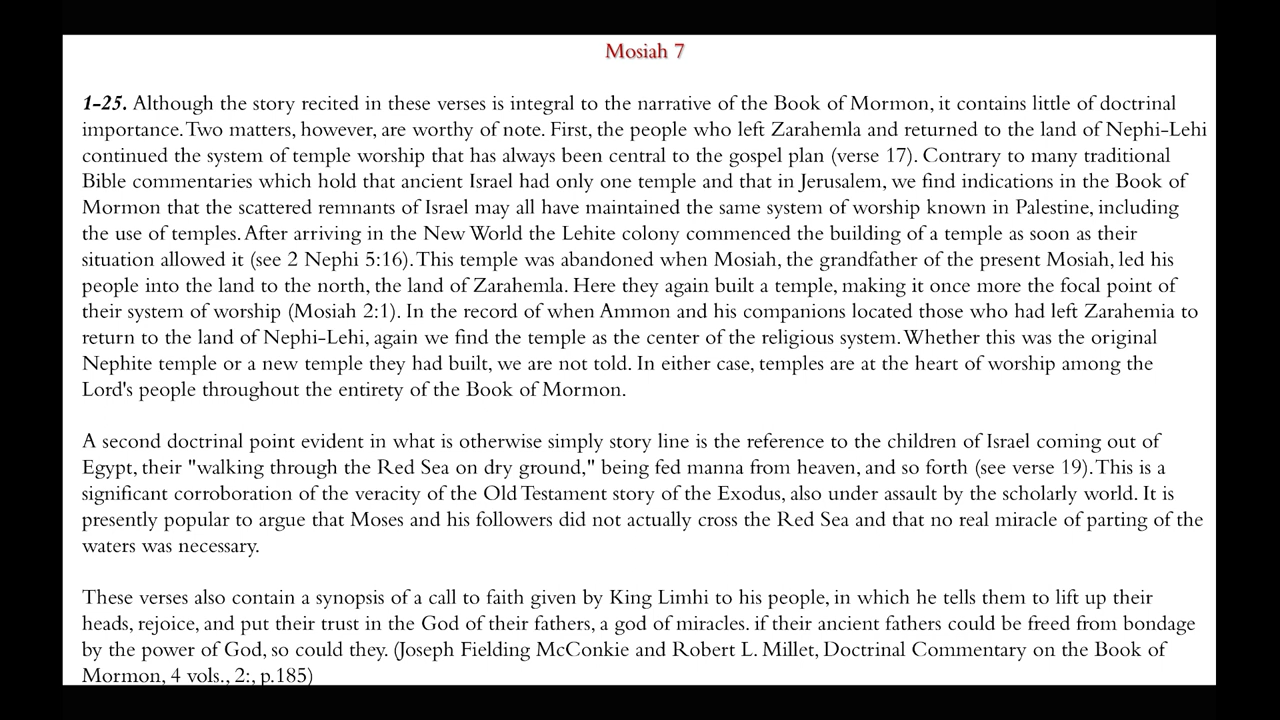 Mosiah 7
1-25. Although the story recited in these verses is integral to the narrative of the Book of Mormon, it contains little of doctrinal
importance. Two matters, however, are worthy of note. First, the people who left Zarahemla and returned to the land of Nephi-Lehi
continued the system of temple worship that has always been central to the gospel plan (verse 17). Contrary to many traditional
Bible commentaries which hold that ancient Israel had only one temple and that in Jerusalem, we find indications in the Book of
Mormon that the scattered remnants of Israel may all have maintained the same system of worship known in Palestine, including
the use of temples. After arriving in the New World the Lehite colony commenced the building of a temple as soon as their
situation allowed it (see 2 Nephi 5:16). This temple was abandoned when Mosiah, the grandfather of the present Mosiah, led his
people into the land to the north, the land of Zarahemla. Here they again built a temple, making it once more the focal point of
their system of worship (Mosiah 2:1). In the record of when Ammon and his companions located those who had left Zarahemia to
return to the land of Nephi-Lehi, again we find the temple as the center of the religious system. Whether this was the original
Nephite temple or a new temple they had built, we are not told. In either case, temples are at the heart of worship among the
Lord's people throughout the entirety of the Book of Mormon.
A second doctrinal point evident in what is otherwise simply story line is the reference to the children of Israel coming out of
Egypt, their "walking through the Red Sea on dry ground," being fed manna from heaven, and so forth (see verse 19). This is a
significant corroboration of the veracity of the Old Testament story of the Exodus, also under assault by the scholarly world. It is
presently popular to argue that Moses and his followers did not actually cross the Red Sea and that no real miracle of parting of the
waters was necessary.
These verses also contain a synopsis of a call to faith given by King Limhi to his people, in which he tells them to lift up their
heads, rejoice, and put their trust in the God of their fathers, a god of miracles. if their ancient fathers could be freed from bondage
by the power of God, so could they. (Joseph Fielding McConkie and Robert L. Millet, Doctrinal Commentary on the Book of
Mormon, 4 vols., 2:, p.185)